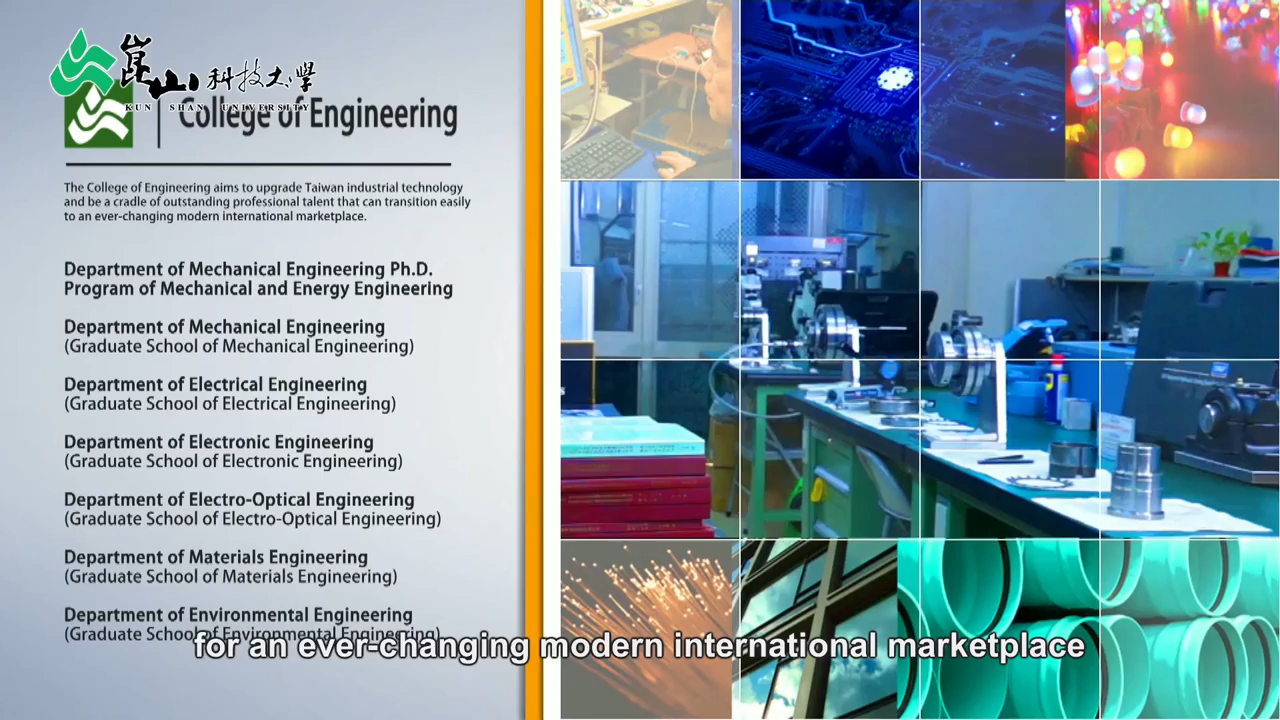 崑山科技大學
KUN SHAN UNIVERSITY
College of Engineering
The College of Engineering aims to upgrade Taiwan industrial technology
and be a cradle of outstanding professional talent that can transition easily
to an ever-changing modern international marketplace.
Department of Mechanical Engineering Ph.D.
Program of Mechanical and Energy Engineering
Department of Mechanical Engineering
(Graduate School of Mechanical Engineering)
Department of Electrical Engineering
(Graduate School of Electrical Engineering)
Department of Electronic Engineering
(Graduate School of Electronic Engineering)
Department of Electro-Optical Engineering
(Graduate School of Electro-Optical Engineering)
Department of Materials Engineering
(Graduate School of Materials Engineering)
Department of Environmental Engineering
(Graduate School of Environmental Engineering)
for an ever-changing modern international marketplace